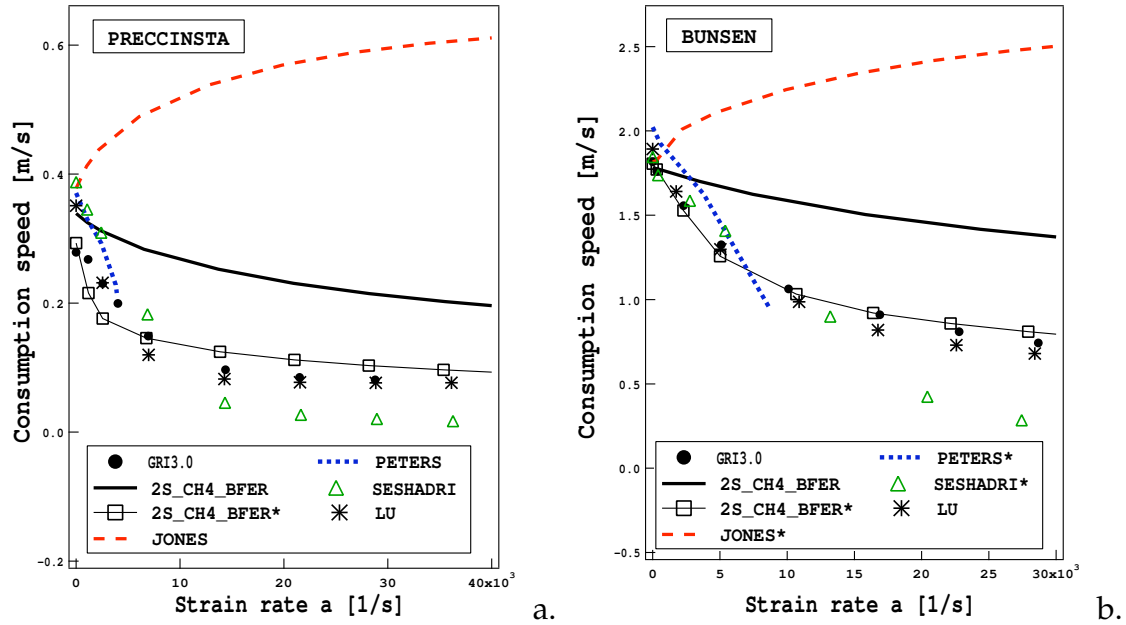 PRECCINSTA
Consumption speed [m/s]
0.6
0.4
0.2
0.0
-0.2
GRI3.0
2S_CH4_BFER
2S_CH4_BFER*
JONES
PETERS
SESHADRI
LU
0
10
20
30
40x10³
Strain rate a [1/s]
a.
BUNSEN
Consumption speed [m/s]
2.5
2.0
1.5
1.0
0.5
0.0
-0.5
GRI3.0
2S_CH4_BFER
2S_CH4_BFER*
JONES*
PETERS*
SESHADRI*
LU
0
5
10
15
20
25
30x10³
Strain rate a [1/s]
b.